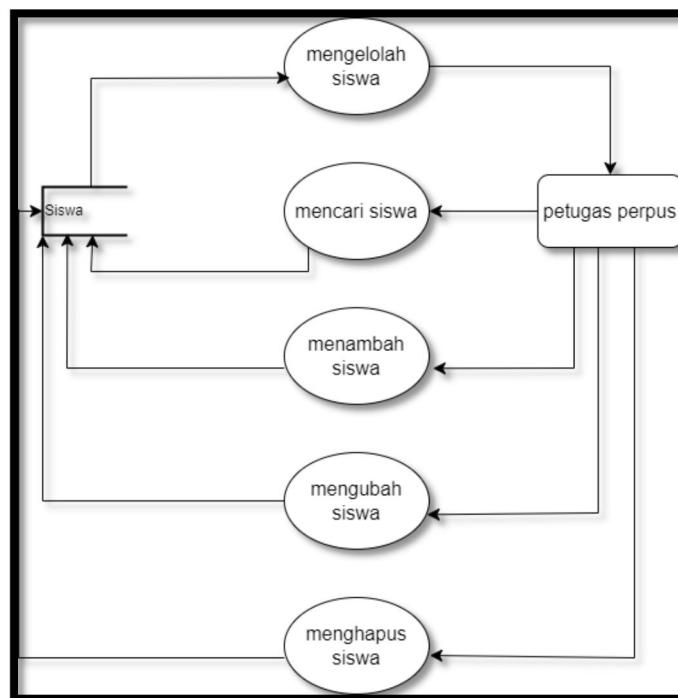 mengelolah
siswa
Siswa
mencari siswa
petugas perpus
menambah
siswa
mengubah
siswa
menghapus
siswa